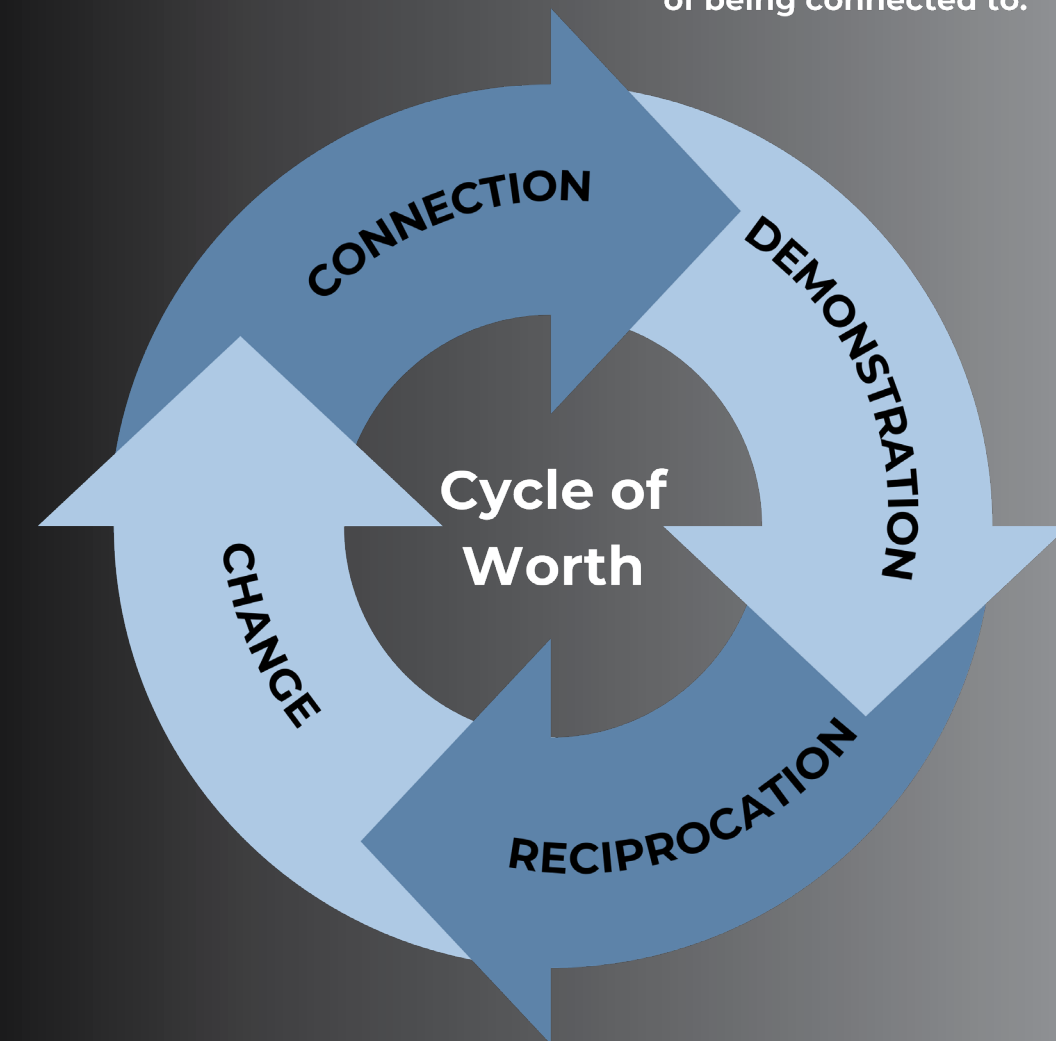 of being connected to.
CONNECTION
DEMONSTRATION
Cycle of
Worth
CHANGE
RECIPROCATION